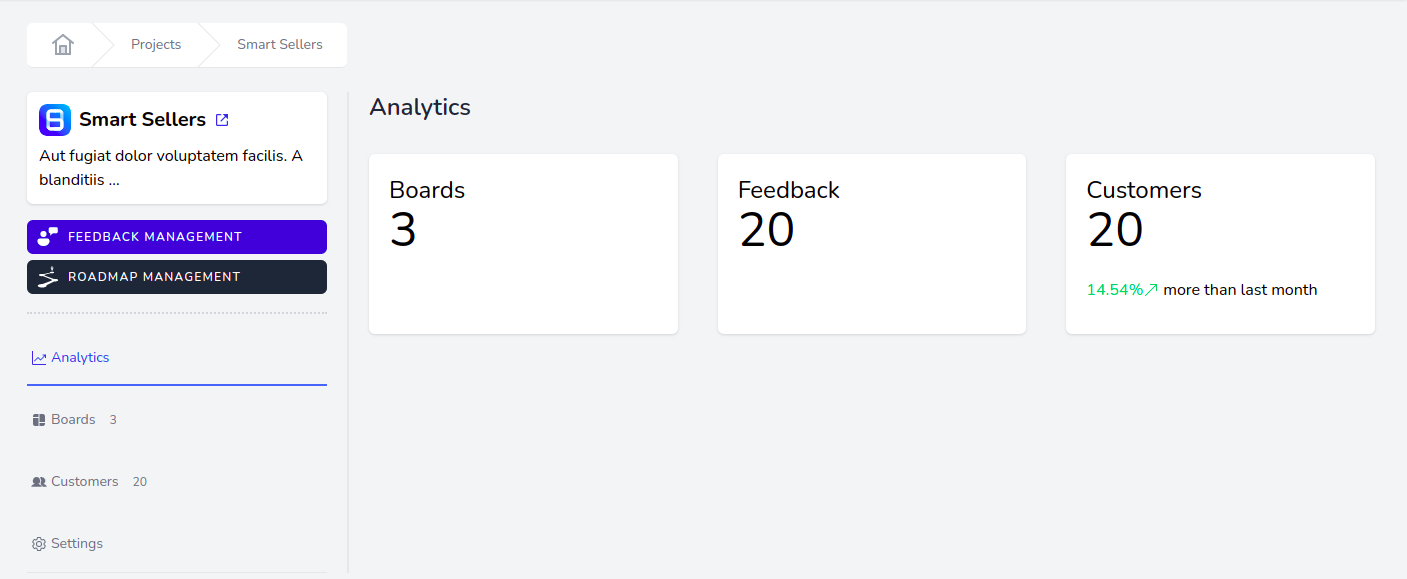 Projects
Smart Sellers
Smart Sellers
Aut fugiat dolor voluptatem facilis. A
blanditiis ...
FEEDBACK MANAGEMENT
ROADMAP MANAGEMENT
Analytics
Boards 3
Customers 20
Settings
Analytics
Boards
3
Feedback
20
Customers
20
14.54% more than last month